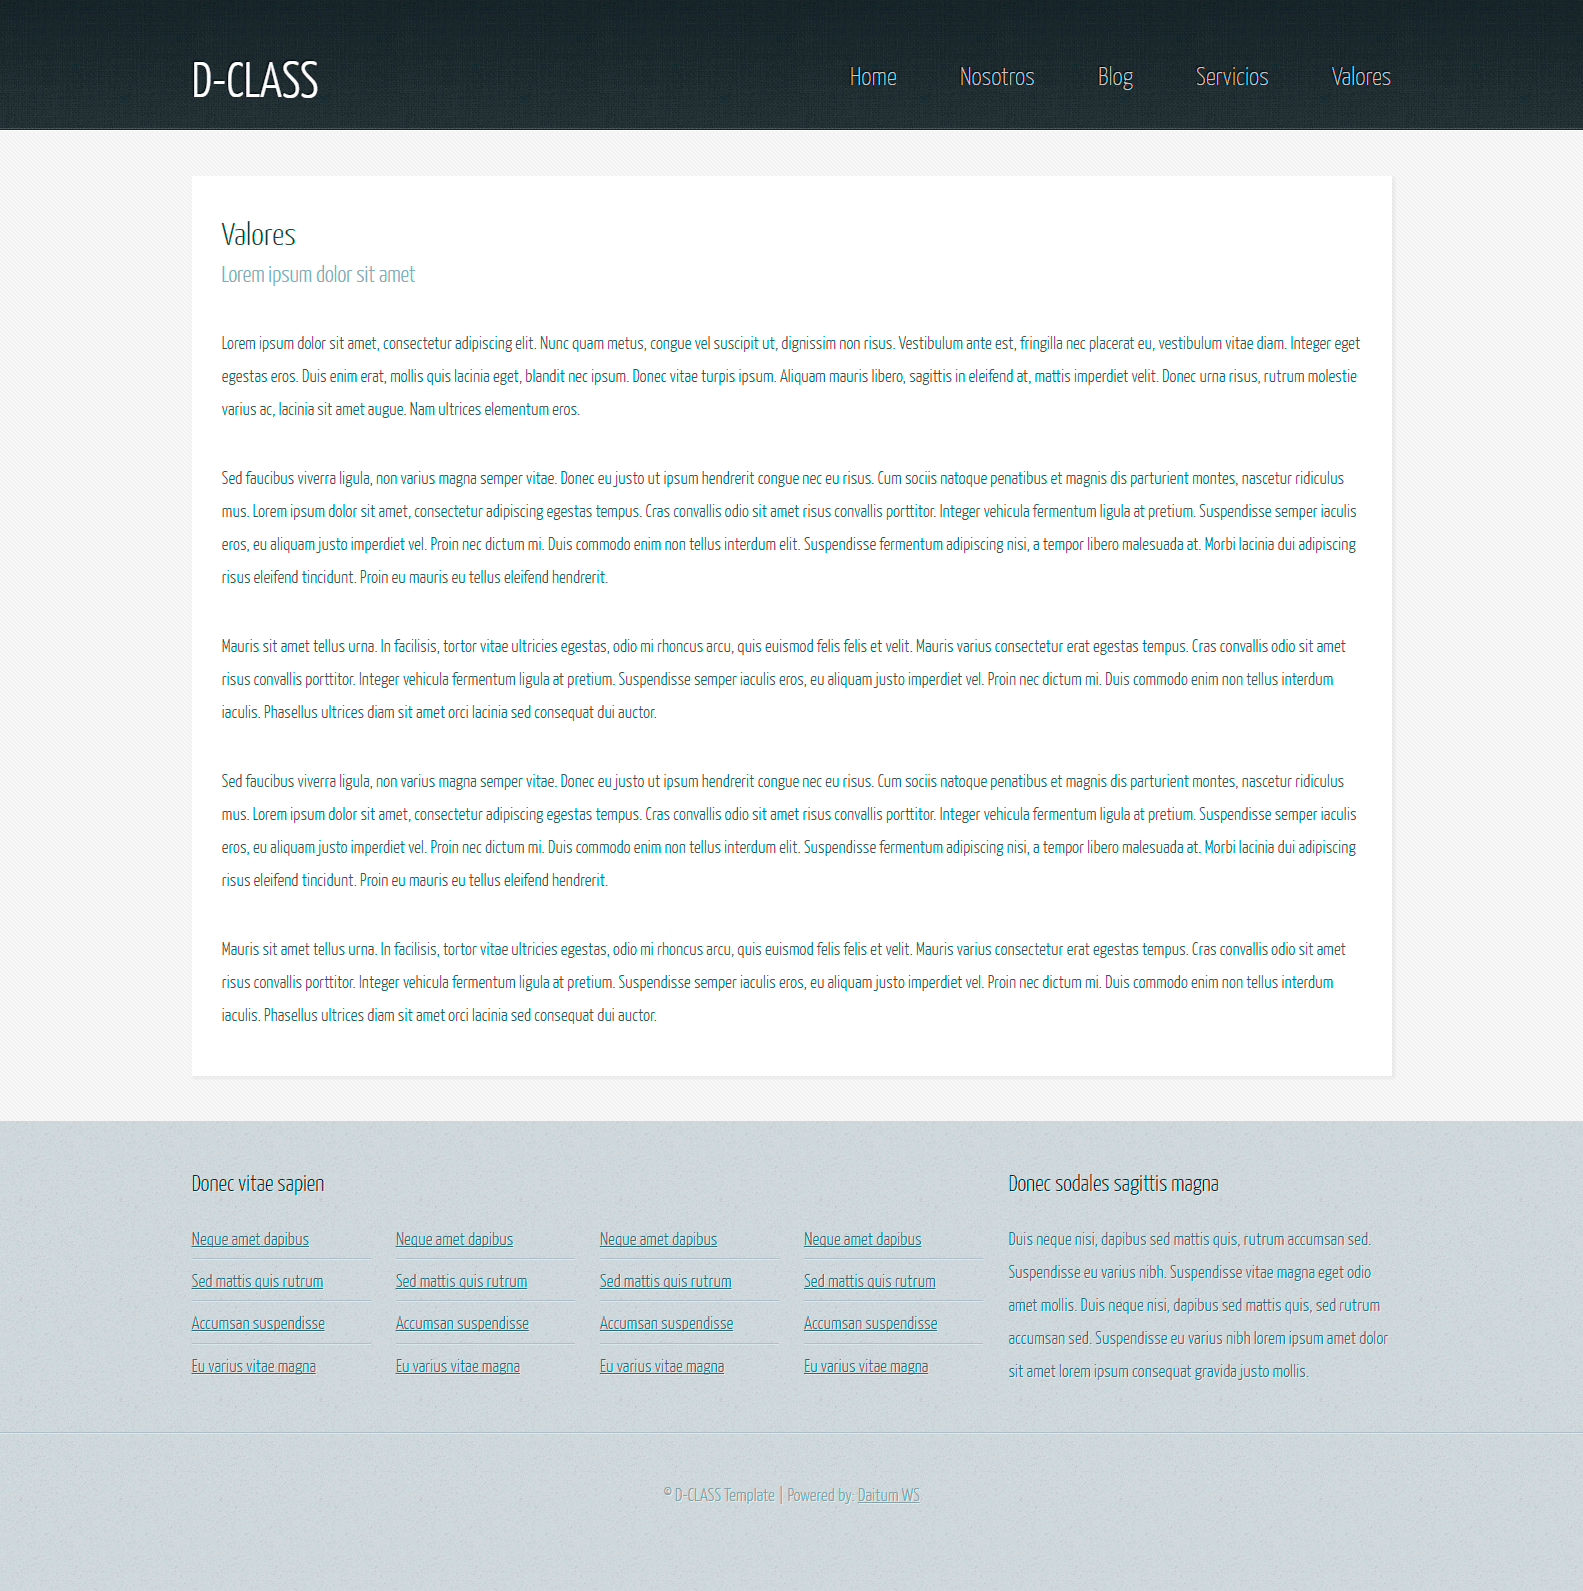 D-CLASS
Home Nosotros Blog Servicios Valores
Valores
Lorem ipsum dolor sit amet
Lorem ipsum dolor sit amet, consectetur adipiscing elit. Nunc quam metus, congue vel suscipit ut, dignissim non risus. Vestibulum ante est, fringilla nec placerat eu, vestibulum vitae diam. Integer eget
egestas eros. Duis enim erat, mollis quis lacinia eget, blandit nec ipsum. Donec vitae turpis ipsum. Aliquam mauris libero, sagittis in eleifend at, mattis imperdiet velit. Donec urna risus, rutrum molestie
varius ac, lacinia sit amet augue. Nam ultrices elementum eros.
Sed faucibus viverra ligula, non varius magna semper vitae. Donec eu justo ut ipsum hendrerit congue nec eu risus. Cum sociis natoque penatibus et magnis dis parturient montes, nascetur ridiculus
mus. Lorem ipsum dolor sit amet, consectetur adipiscing egestas tempus. Cras convallis odio sit amet risus convallis porttitor. Integer vehicula fermentum ligula at pretium. Suspendisse semper iaculis
eros, eu aliquam justo imperdiet vel. Proin nec dictum mi. Duis commodo enim non tellus interdum elit. Suspendisse fermentum adipiscing nisi, a tempor libero malesuada at. Morbi lacinia dui adipiscing
risus eleifend tincidunt. Proin eu mauris eu tellus eleifend hendrerit.
Mauris sit amet tellus urna. In facilisis, tortor vitae ultricies egestas, odio mi rhoncus arcu, quis euismod felis felis et velit. Mauris varius consectetur erat egestas tempus. Cras convallis odio sit amet
risus convallis porttitor. Integer vehicula fermentum ligula at pretium. Suspendisse semper iaculis eros, eu aliquam justo imperdiet vel. Proin nec dictum mi. Duis commodo enim non tellus interdum
iaculis. Phasellus ultrices diam sit amet orci lacinia sed consequat dui auctor.
Sed faucibus viverra ligula, non varius magna semper vitae. Donec eu justo ut ipsum hendrerit congue nec eu risus. Cum sociis natoque penatibus et magnis dis parturient montes, nascetur ridiculus
mus. Lorem ipsum dolor sit amet, consectetur adipiscing egestas tempus. Cras convallis odio sit amet risus convallis porttitor. Integer vehicula fermentum ligula at pretium. Suspendisse semper iaculis
eros, eu aliquam justo imperdiet vel. Proin nec dictum mi. Duis commodo enim non tellus interdum elit. Suspendisse fermentum adipiscing nisi, a tempor libero malesuada at. Morbi lacinia dui adipiscing
risus eleifend tincidunt. Proin eu mauris eu tellus eleifend hendrerit.
Mauris sit amet tellus urna. In facilisis, tortor vitae ultricies egestas, odio mi rhoncus arcu, quis euismod felis felis et velit. Mauris varius consectetur erat egestas tempus. Cras convallis odio sit amet
risus convallis porttitor. Integer vehicula fermentum ligula at pretium. Suspendisse semper iaculis eros, eu aliquam justo imperdiet vel. Proin nec dictum mi. Duis commodo enim non tellus interdum
iaculis. Phasellus ultrices diam sit amet orci lacinia sed consequat dui auctor.
Donec vitae sapien
Neque amet dapibus Neque amet dapibus Neque amet dapibus Neque amet dapibus
Sed mattis quis rutrum Sed mattis quis rutrum Sed mattis quis rutrum Sed mattis quis rutrum
Accumsan suspendisse Accumsan suspendisse Accumsan suspendisse Accumsan suspendisse
Eu varius vitae magna Eu varius vitae magna Eu varius vitae magna Eu varius vitae magna
Donec sodales sagittis magna
Duis neque nisi, dapibus sed mattis quis, rutrum accumsan sed.
Suspendisse eu varius nibh. Suspendisse vitae magna eget odio
amet mollis. Duis neque nisi, dapibus sed mattis quis, sed rutrum
accumsan sed. Suspendisse eu varius nibh lorem ipsum amet dolor
sit amet lorem ipsum consequat gravida justo mollis.
© D-CLASS Template | Powered by: Daitum WS